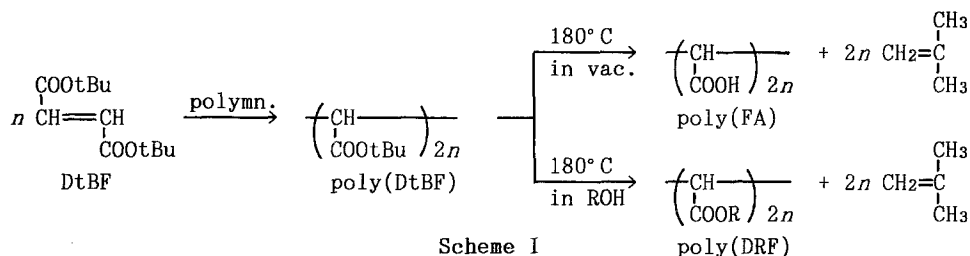 n CH=CH
COOtBu
COOtBu
DtBF
polymn.
(CH)2n
COOtBu
poly(DtBF)
180°C
in vac.
(CH)2n
COOH
poly(FA)
+ 2n CH2=C
CH3
CH3
180°C
in ROH
(CH)2n
COOR
poly(DRF)
+ 2n CH2=C
CH3
CH3
Scheme I